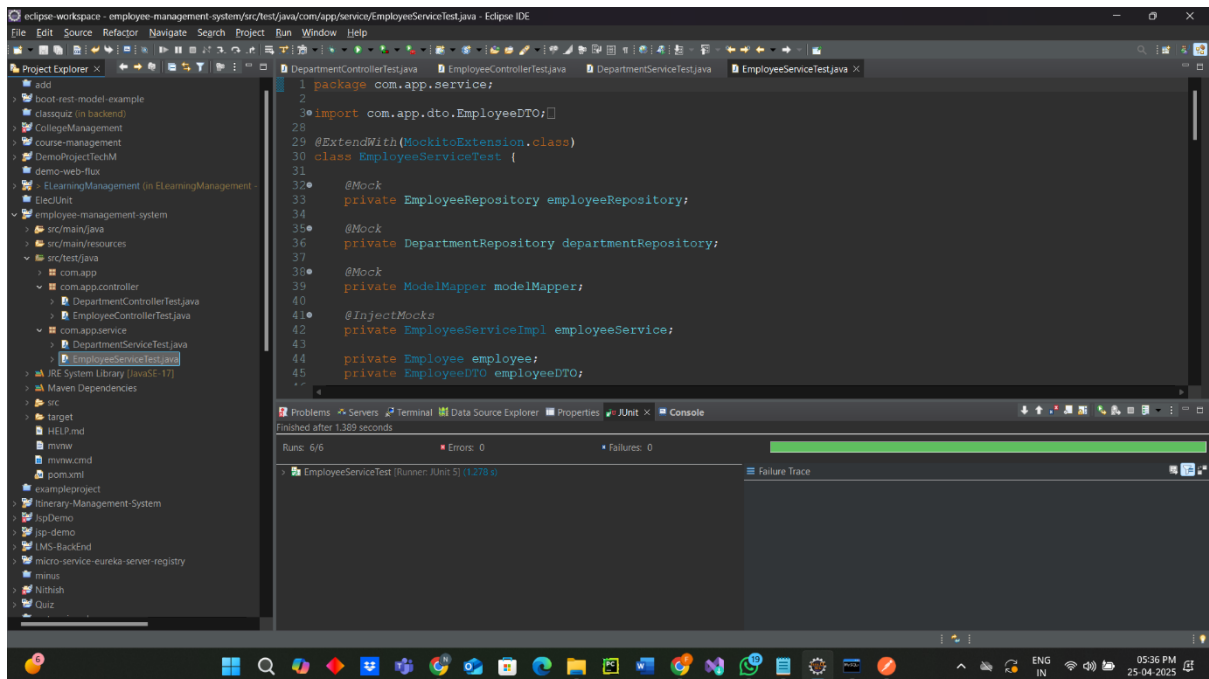 eclipse-workspace - employee-management-system/src/test/java/com/app/service/EmployeeServiceTest.java - Eclipse IDE
File Edit Source Refactor Navigate Search Project Run Window Help
Project Explorer ×
add
boot-rest-model-example
classquiz (in backend)
CollegeManagement
course-management
DemoProjectTechM
demo-web-flux
> ELearningManagement (in ELearningManagement -
ElecJUnit
employee-management-system
src/main/java
src/main/resources
src/test/java
com.app
com.app.controller
DepartmentControllerTest.java
EmployeeControllerTest.java
com.app.service
DepartmentServiceTest.java
EmployeeServiceTest.java
JRE System Library [JavaSE-17]
Maven Dependencies
src
target
HELP.md
mvnw
mvnw.cmd
pom.xml
exampleproject
Itinerary-Management-System
JspDemo
jsp-demo
LMS-BackEnd
micro-service-eureka-server-registry
minus
Nithish
Quiz
DepartmentControllerTest.java EmployeeControllerTest.java DepartmentServiceTest.java EmployeeServiceTest.java ×
1 package com.app.service;
2
3 import com.app.dto.EmployeeDTO;
28
29 @ExtendWith(MockitoExtension.class)
30 class EmployeeServiceTest {
31
32 @Mock
33 private EmployeeRepository employeeRepository;
34
35 @Mock
36 private DepartmentRepository departmentRepository;
37
38 @Mock
39 private ModelMapper modelMapper;
40
41 @InjectMocks
42 private EmployeeServiceImpl employeeService;
43
44 private Employee employee;
45 private EmployeeDTO employeeDTO;
Problems Servers Terminal Data Source Explorer Properties JUnit × Console
Finished after 1.389 seconds
Runs: 6/6 Errors: 0 Failures: 0
EmployeeServiceTest [Runner: JUnit 5] (1.278 s)
Failure Trace
6
19
ENG
IN
05:36 PM
25-04-2025